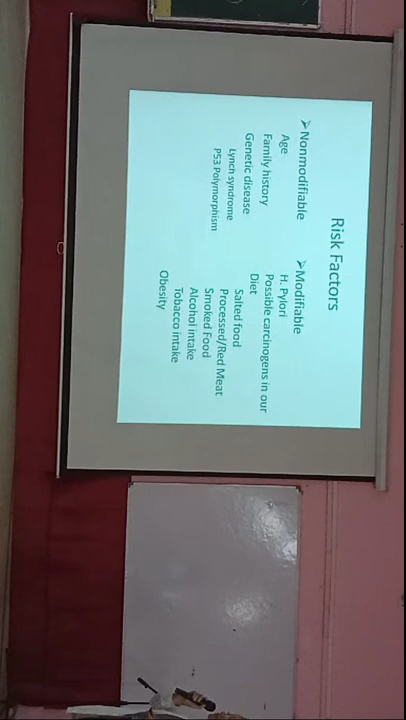 Risk Factors
➢Nonmodifiable
Age
Family history
Genetic disease
Lynch syndrome
P53 Polymorphism
➢Modifiable
H. Pylori
Possible carcinogens in our
Diet
Salted food
Processed/Red Meat
Smoked Food
Alcohol intake
Tobacco intake
Obesity